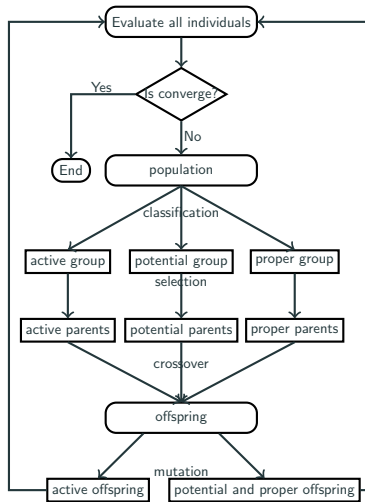 Evaluate all individuals
Is converge?
Yes
No
End
population
classification
active group
potential group
proper group
selection
active parents
potential parents
proper parents
crossover
offspring
mutation
active offspring
potential and proper offspring